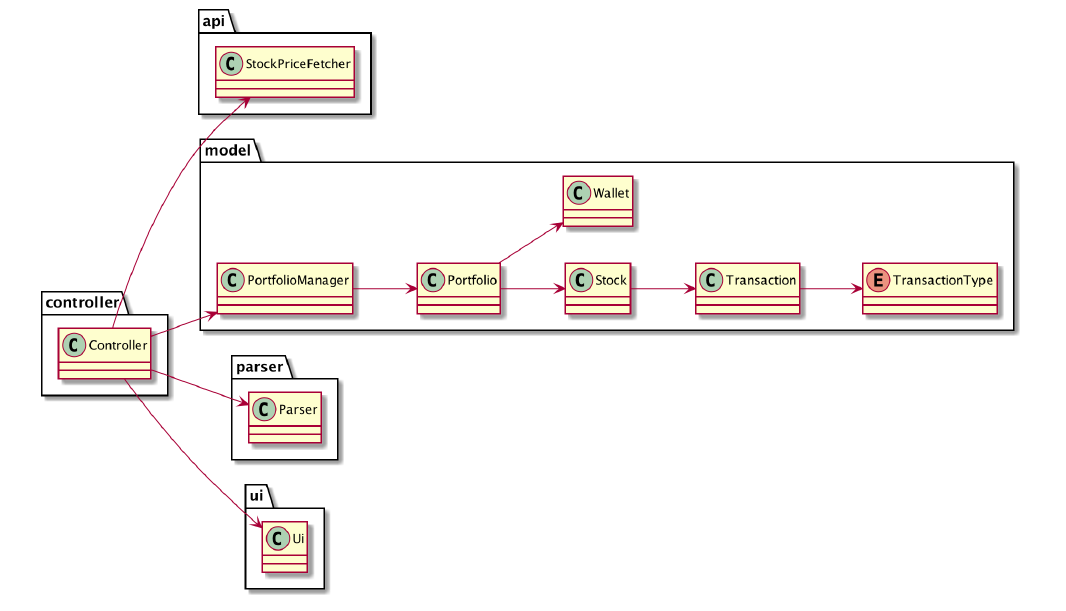 api
C StockPriceFetcher
model
C Wallet
C PortfolioManager
C Portfolio
C Stock
C Transaction
E TransactionType
controller
C Controller
parser
C Parser
ui
C Ui